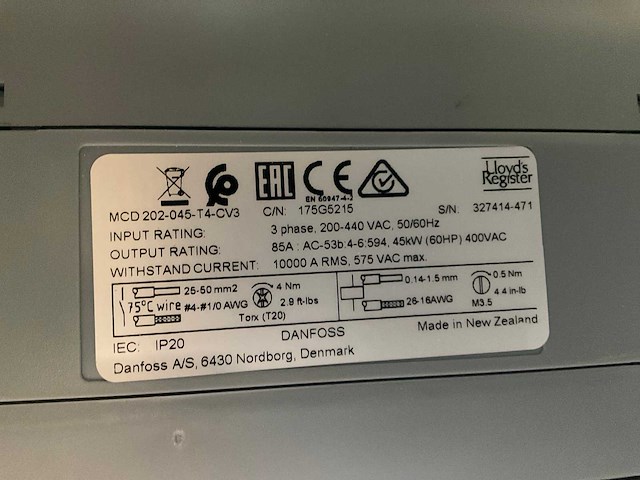 EAC CE Lloyd's
EN 60947-4-2 Register
MCD 202-045-T4-CV3 C/N: 175G5215 S/N: 327414-471
INPUT RATING: 3 phase, 200-440 VAC, 50/60Hz
OUTPUT RATING: 85A : AC-53b:4-6:594, 45kW (60HP) 400VAC
WITHSTAND CURRENT: 10000 A RMS, 575 VAC max.
25-50 mm2 4 Nm 0.14-1.5 mm 0.5 Nm
75°C wire #4-#1/0 AWG 2.9 ft-lbs 26-16AWG 4.4 in-lb
Torx (T20) M3.5
IEC: IP20 DANFOSS Made in New Zealand
Danfoss A/S, 6430 Nordborg, Denmark